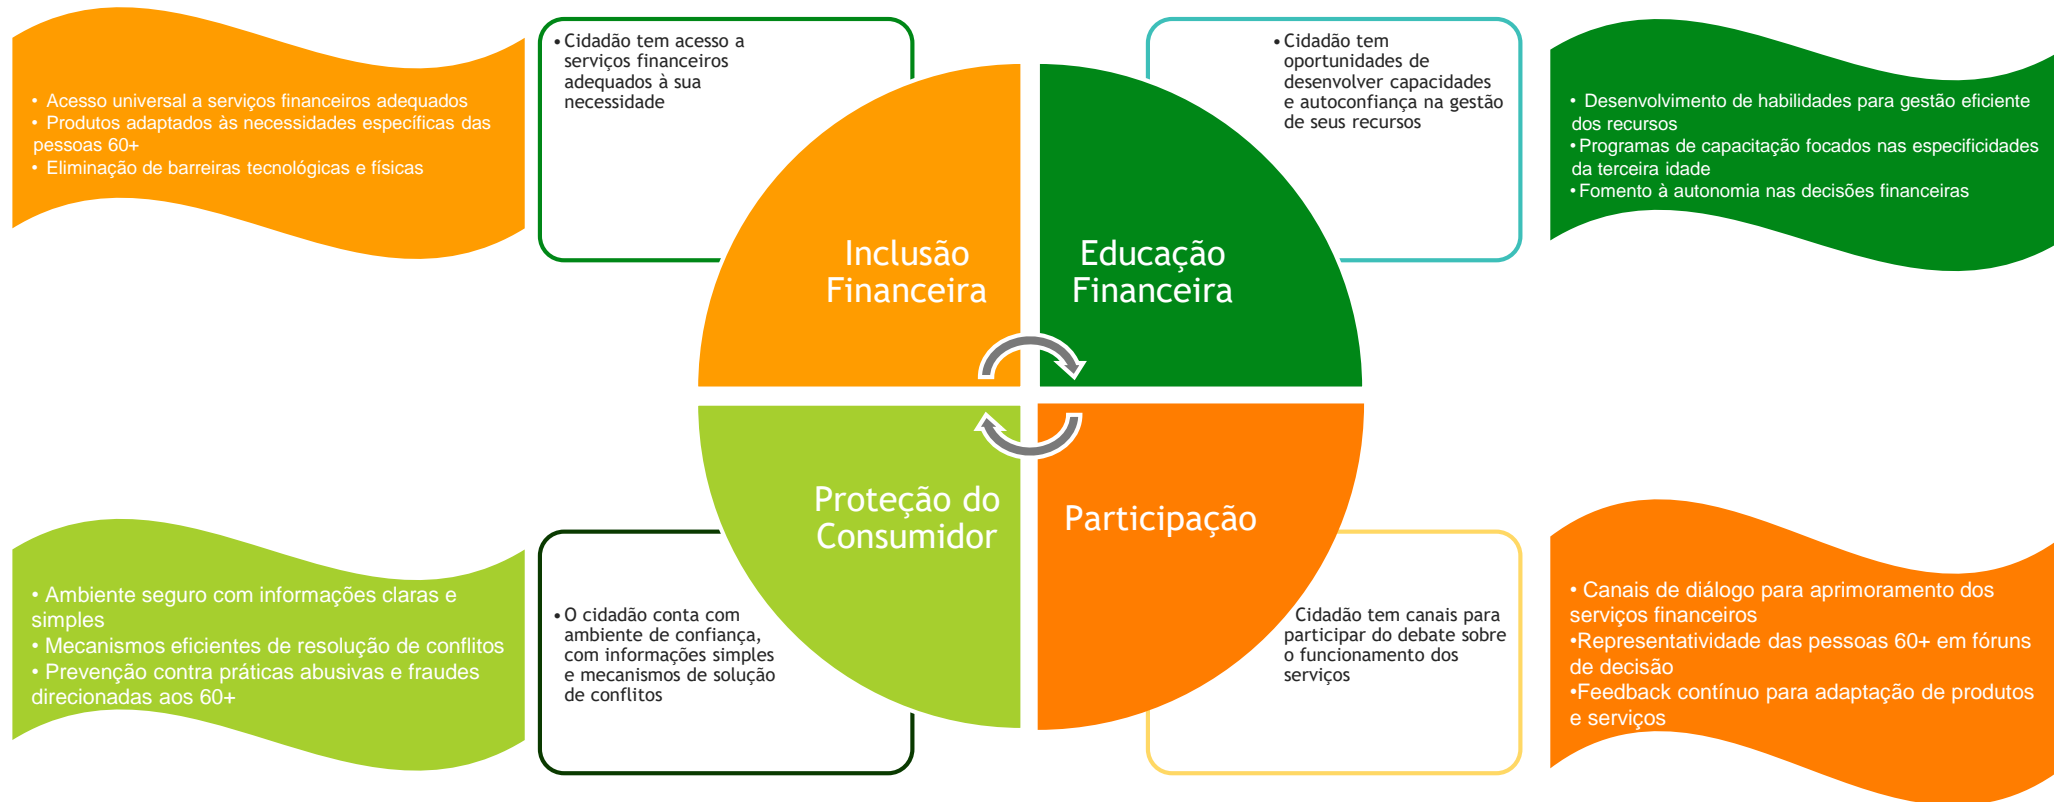 • Acesso universal a serviços financeiros adequados
• Produtos adaptados às necessidades específicas das
pessoas 60+
• Eliminação de barreiras tecnológicas e físicas
• Cidadão tem acesso a
serviços financeiros
adequados à sua
necessidade
Inclusão
Financeira
Educação
Financeira
• Cidadão tem
oportunidades de
desenvolver capacidades
e autoconfiança na gestão
de seus recursos
• Desenvolvimento de habilidades para gestão eficiente
dos recursos
• Programas de capacitação focados nas especificidades
da terceira idade
• Fomento à autonomia nas decisões financeiras
• Ambiente seguro com informações claras e
simples
• Mecanismos eficientes de resolução de conflitos
• Prevenção contra práticas abusivas e fraudes
direcionadas aos 60+
• O cidadão conta com
ambiente de confiança,
com informações simples
e mecanismos de solução
de conflitos
Proteção do
Consumidor
Participação
Cidadão tem canais para
participar do debate sobre
o funcionamento dos
serviços
• Canais de diálogo para aprimoramento dos
serviços financeiros
•Representatividade das pessoas 60+ em fóruns
de decisão
•Feedback contínuo para adaptação de produtos
e serviços